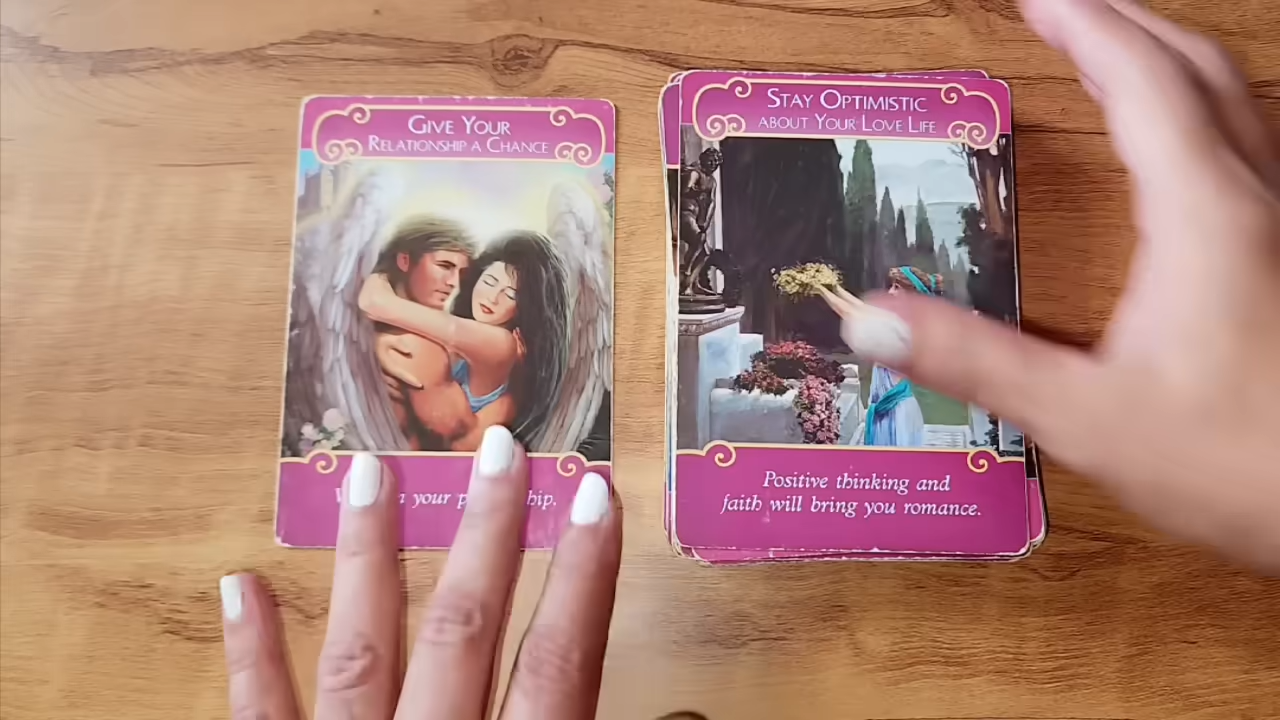 GIVE YOUR
RELATIONSHIP A CHANCE
your
STAY OPTIMISTIC
ABOUT YOUR LOVE LIFE
Positive thinking and
faith will bring you romance.